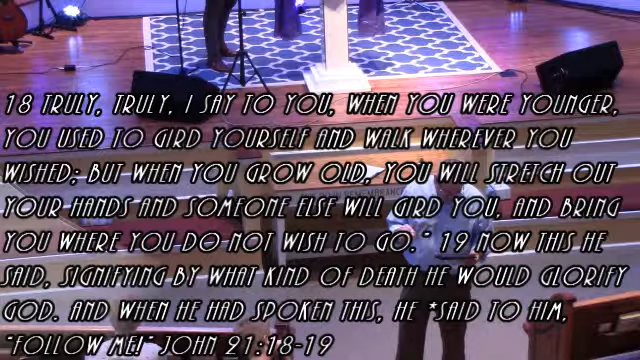 18 TRULY, TRULY, I SAY TO YOU, WHEN YOU WERE YOUNGER,
YOU USED TO GIRD YOURSELF AND WALK WHEREVER YOU
WISHED; BUT WHEN YOU GROW OLD, YOU WILL STRETCH OUT
YOUR HANDS AND SOMEONE ELSE WILL GIRD YOU, AND BRING
YOU WHERE YOU DO NOT WISH TO GO." 19 NOW THIS HE
SAID, SIGNIFYING BY WHAT KIND OF DEATH HE WOULD GLORIFY
GOD. AND WHEN HE HAD SPOKEN THIS, HE *SAID TO HIM,
"FOLLOW ME!" JOHN 21:18-19
REMEMBRANCE